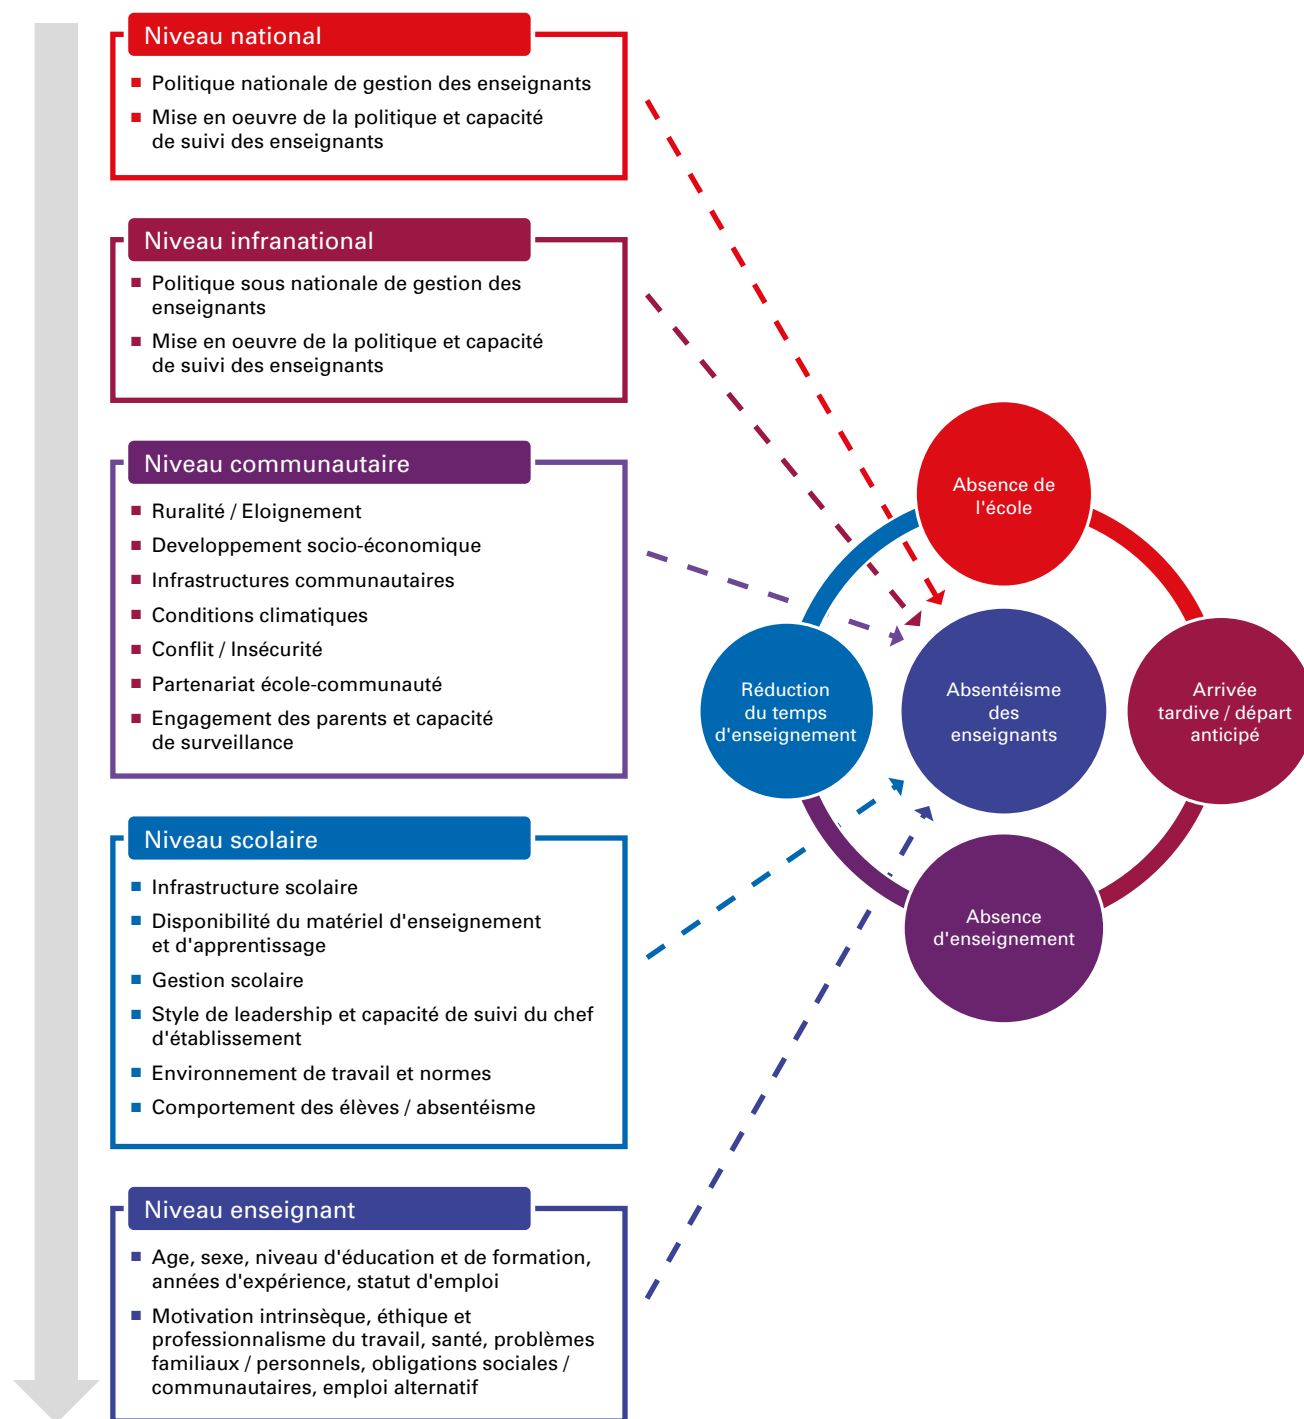 Niveau national
Politique nationale de gestion des enseignants
Mise en oeuvre de la politique et capacité
de suivi des enseignants
Niveau infranational
Politique sous nationale de gestion des
enseignants
Mise en oeuvre de la politique et capacité
de suivi des enseignants
Niveau communautaire
Ruralité / Eloignement
Developpement socio-économique
Infrastructures communautaires
Conditions climatiques
Conflit / Insécurité
Partenariat école-communauté
Engagement des parents et capacité
de surveillance
Niveau scolaire
Infrastructure scolaire
Disponibilité du matériel d'enseignement
et d'apprentissage
Gestion scolaire
Style de leadership et capacité de suivi du chef
d'établissement
Environnement de travail et normes
Comportement des élèves / absentéisme
Niveau enseignant
Age, sexe, niveau d'éducation et de formation,
années d'expérience, statut d'emploi
Motivation intrinsèque, éthique et
professionnalisme du travail, santé, problèmes
familiaux / personnels, obligations sociales /
communautaires, emploi alternatif
Absence de
l'école
Réduction
du temps
d'enseignement
Absentéisme
des
enseignants
Arrivée
tardive / départ
anticipé
Absence
d'enseignement